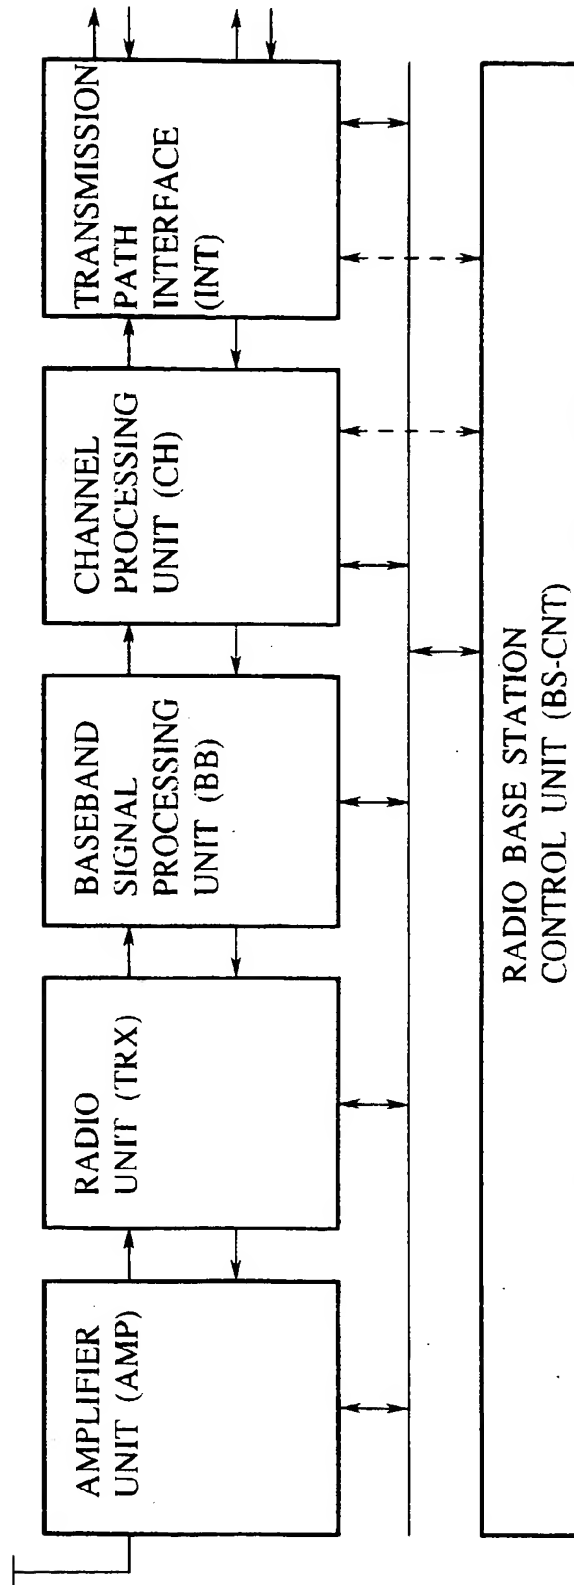 AMPLIFIER
UNIT (AMP)
RADIO
UNIT (TRX)
BASEBAND
SIGNAL
PROCESSING
UNIT (BB)
CHANNEL
PROCESSING
UNIT (CH)
TRANSMISSION
PATH
INTERFACE
(INT)
RADIO BASE STATION
CONTROL UNIT (BS-CNT)